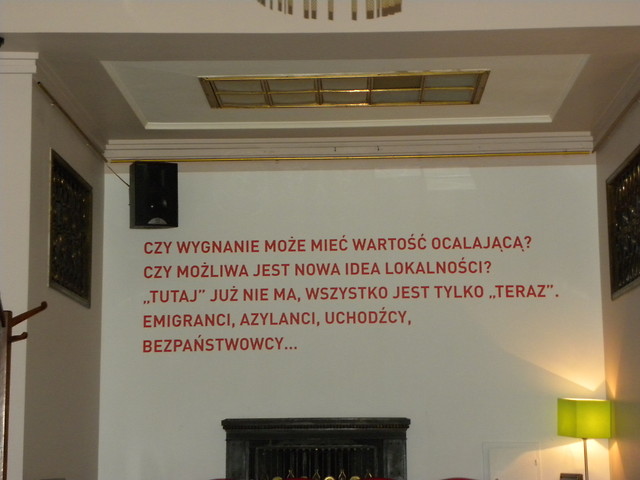 CZY WYGNANIE MOŻE MIEĆ WARTOŚĆ OCALAJĄCĄ?
CZY MOŻLIWA JEST NOWA IDEA LOKALNOŚCI?
„TUTAJ” JUŻ NIE MA, WSZYSTKO JEST TYLKO „TERAZ”.
EMIGRANCI, AZYLANCI, UCHODŹCY,
BEZPAŃSTWOWCY...